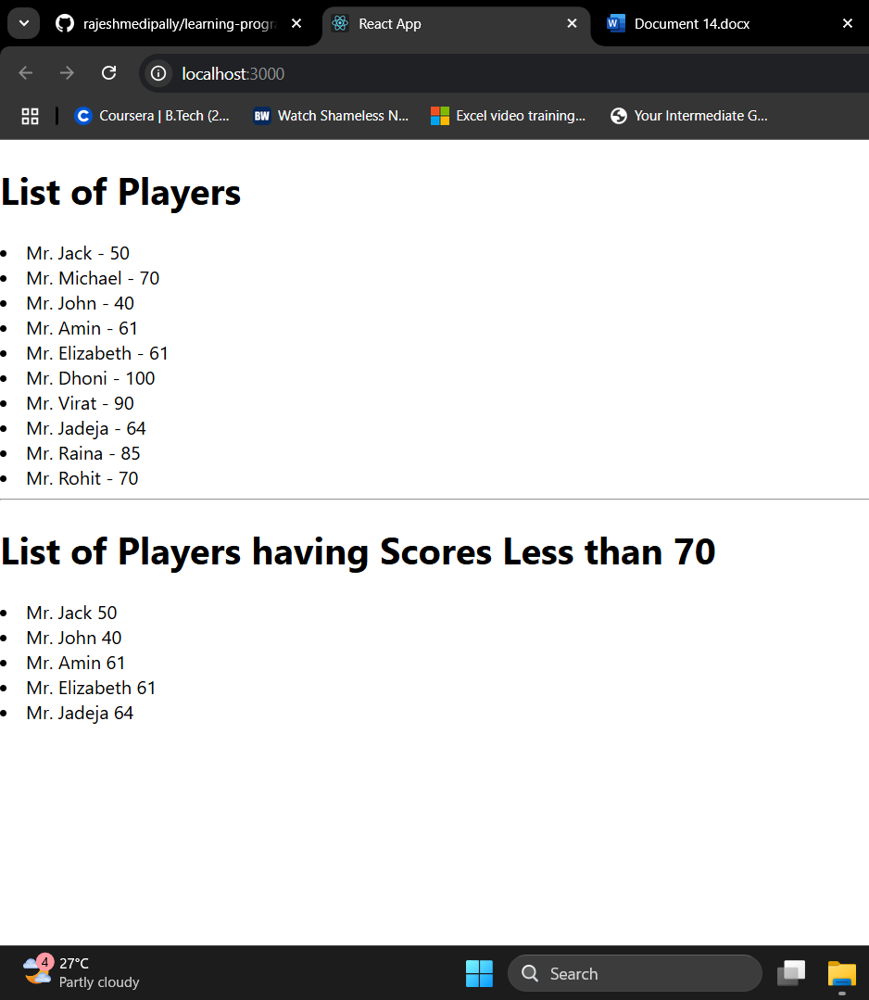 rajeshmedipally/learning-progr
React App
Document 14.docx
localhost:3000
Coursera | B.Tech (2...
BW Watch Shameless N...
Excel video training...
Your Intermediate G...
List of Players
Mr. Jack - 50
Mr. Michael - 70
Mr. John - 40
Mr. Amin - 61
Mr. Elizabeth - 61
Mr. Dhoni - 100
Mr. Virat - 90
Mr. Jadeja - 64
Mr. Raina - 85
Mr. Rohit - 70
List of Players having Scores Less than 70
Mr. Jack 50
Mr. John 40
Mr. Amin 61
Mr. Elizabeth 61
Mr. Jadeja 64
4
27°C
Partly cloudy
Search